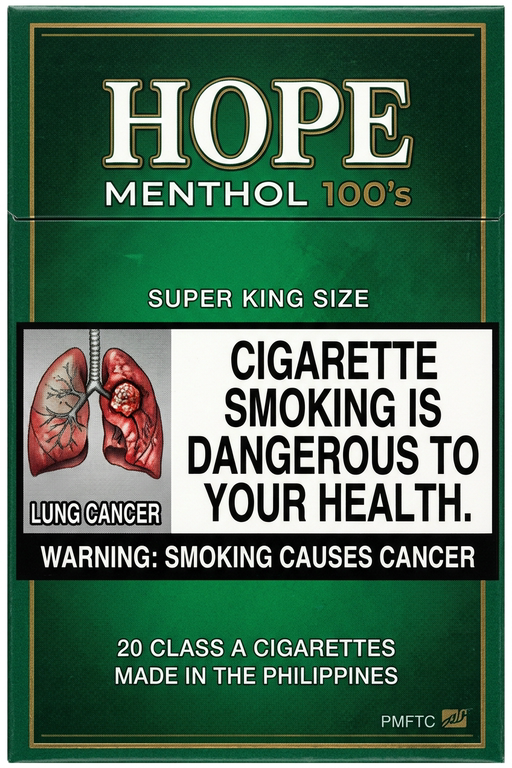 HOPE
MENTHOL 100's
SUPER KING SIZE
CIGARETTE
SMOKING IS
DANGEROUS TO
YOUR HEALTH.
LUNG CANCER
WARNING: SMOKING CAUSES CANCER
20 CLASS A CIGARETTES
MADE IN THE PHILIPPINES
PMFTC